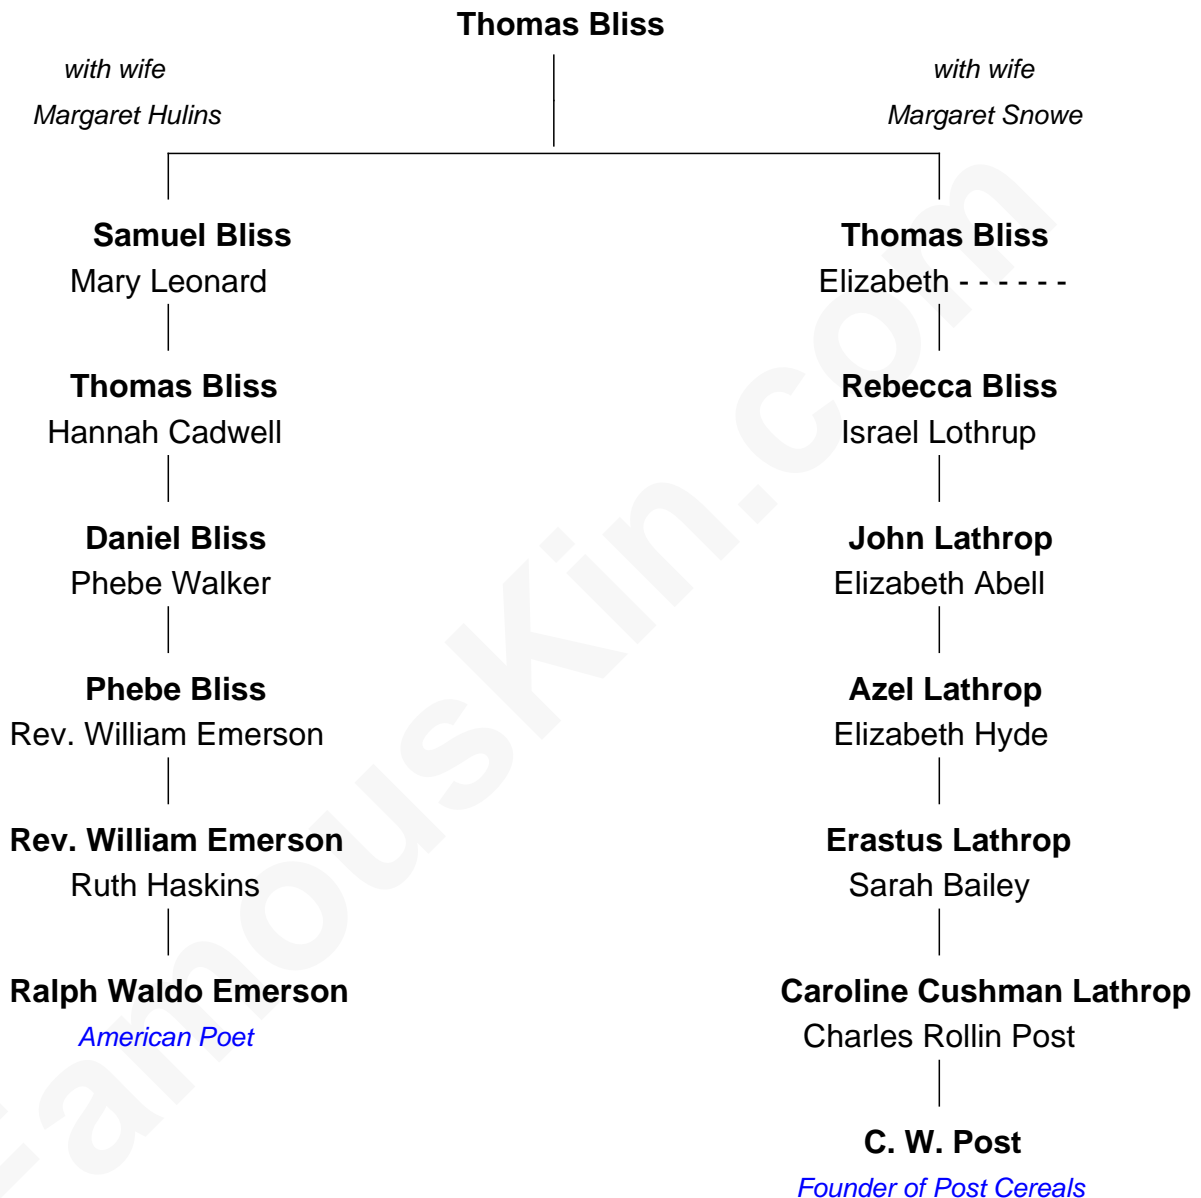 Thomas Bliss
with wife
Margaret Hulins
with wife
Margaret Snowe
Samuel Bliss
Mary Leonard
Thomas Bliss
Elizabeth - - - - - -
Thomas Bliss
Hannah Cadwell
Rebecca Bliss
Israel Lothrup
Daniel Bliss
Phebe Walker
John Lathrop
Elizabeth Abell
Phebe Bliss
Rev. William Emerson
Azel Lathrop
Elizabeth Hyde
Rev. William Emerson
Ruth Haskins
Erastus Lathrop
Sarah Bailey
Ralph Waldo Emerson
American Poet
Caroline Cushman Lathrop
Charles Rollin Post
C. W. Post
Founder of Post Cereals
FamousKin.com